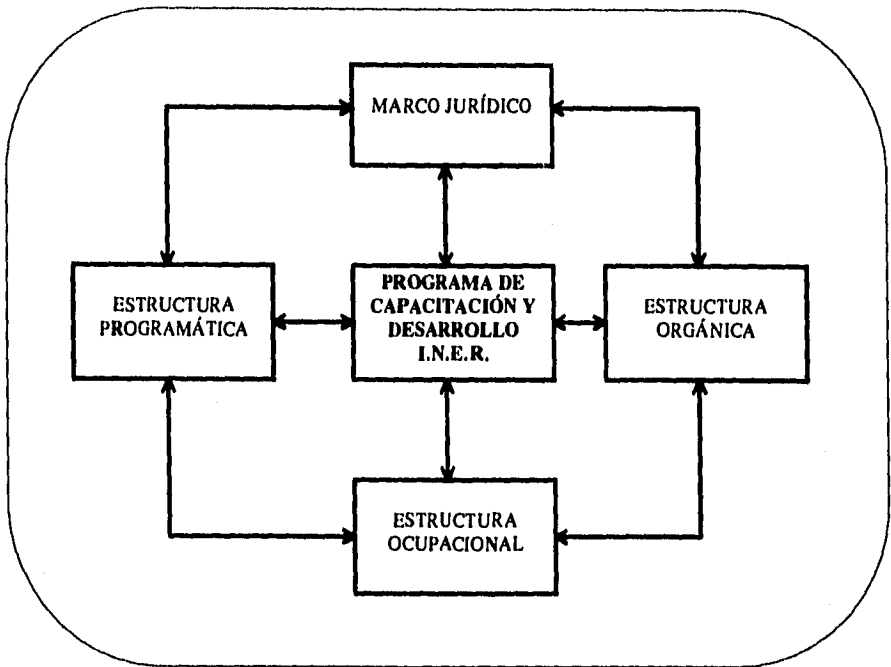 MARCO JURÍDICO
ESTRUCTURA
PROGRAMÁTICA
PROGRAMA DE
CAPACITACIÓN Y
DESARROLLO
I.N.E.R.
ESTRUCTURA
ORGÁNICA
ESTRUCTURA
OCUPACIONAL